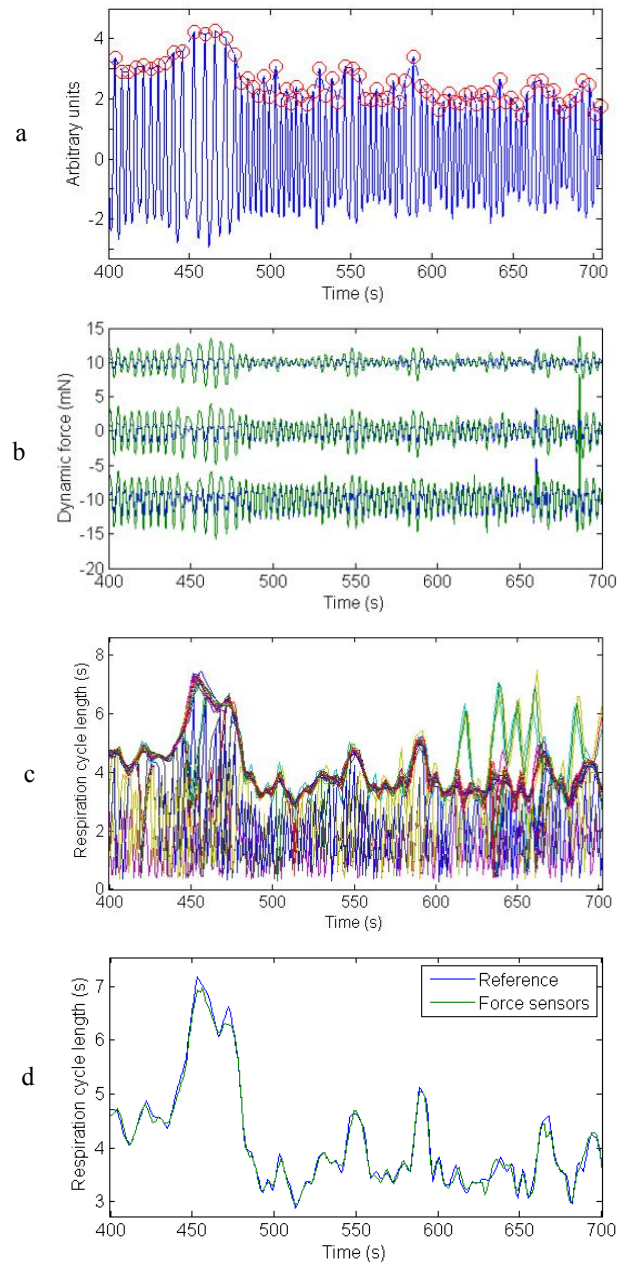 a
Arbitrary units
4
2
0
-2
400 450 500 550 600 650 700
Time (s)
b
Dynamic force (mN)
15
10
5
0
-5
-10
-15
-20
400 450 500 550 600 650 700
Time (s)
c
Respiration cycle length (s)
8
6
4
2
0
400 450 500 550 600 650 700
Time (s)
d
Respiration cycle length (s)
7
6
5
4
3
Reference
Force sensors
400 450 500 550 600 650 700
Time (s)